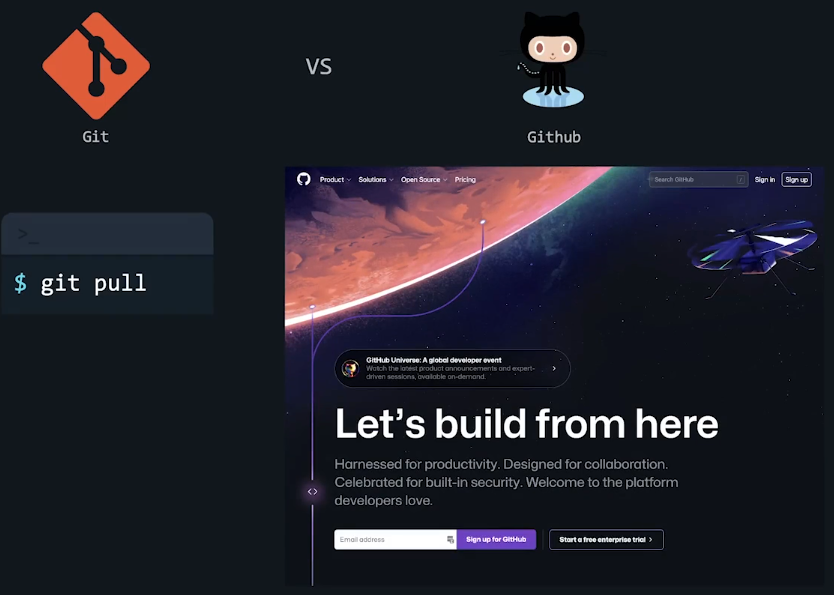 VS
Git
Github
Product
Solutions
Open Source
Pricing
Search GitHub
/
Sign in
Sign up
>_
$ git pull
GitHub Universe: A global developer event
Watch the latest product announcements and expert-
driven sessions, available on-demand.
Let's build from here
Harnessed for productivity. Designed for collaboration.
Celebrated for built-in security. Welcome to the platform
developers love.
Email address
Sign up for GitHub
Start a free enterprise trial